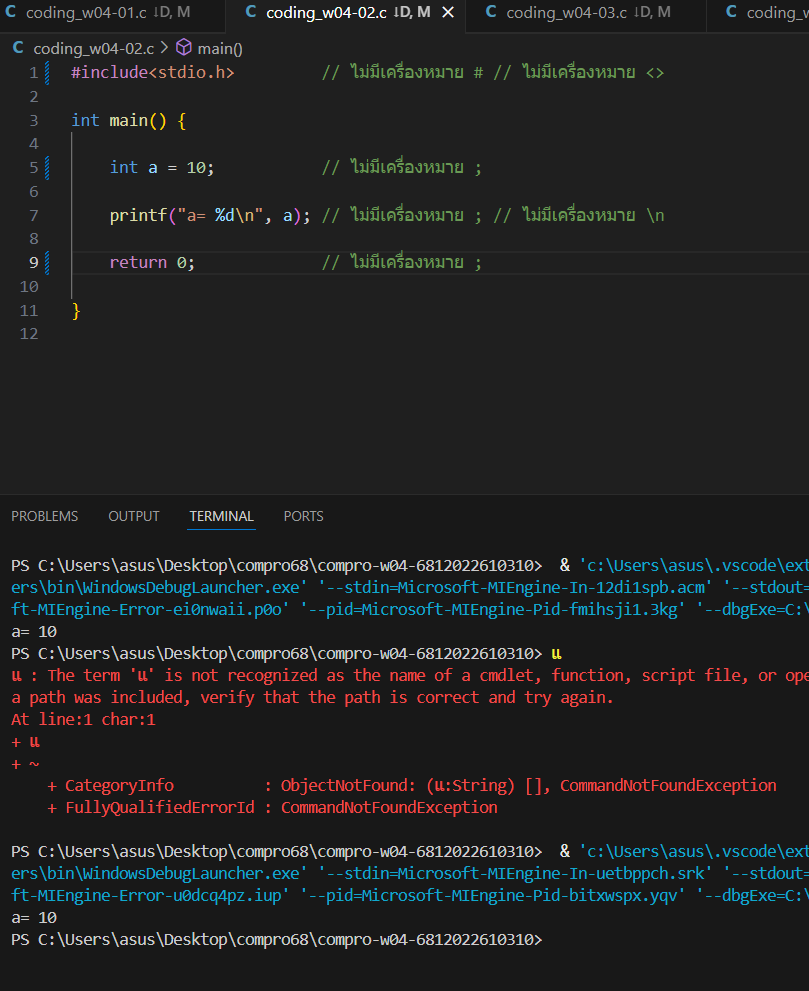 coding_w04-01.c ↓D, M coding_w04-02.c ↓D, M coding_w04-03.c ↓D, M coding_w
coding_w04-02.c > main()
1 #include<stdio.h> // ไม่มีเครื่องหมาย # // ไม่มีเครื่องหมาย <>
2
3 int main() {
4
5 int a = 10; // ไม่มีเครื่องหมาย ;
6
7 printf("a= %d\n", a); // ไม่มีเครื่องหมาย ; // ไม่มีเครื่องหมาย \n
8
9 return 0; // ไม่มีเครื่องหมาย ;
10
11 }
12
PROBLEMS OUTPUT TERMINAL PORTS
PS C:\Users\asus\Desktop\compro68\compro-w04-6812022610310> & 'c:\Users\asus\.vscode\ext
ers\bin\WindowsDebugLauncher.exe' '--stdin=Microsoft-MIEngine-In-12di1spb.acm' '--stdout=
ft-MIEngine-Error-ei0nwaii.p0o' '--pid=Microsoft-MIEngine-Pid-fmihsji1.3kg' '--dbgExe=C:\
a= 10
PS C:\Users\asus\Desktop\compro68\compro-w04-6812022610310> แ
แ : The term 'แ' is not recognized as the name of a cmdlet, function, script file, or ope
a path was included, verify that the path is correct and try again.
At line:1 char:1
+ แ
+ ~
+ CategoryInfo : ObjectNotFound: (แ:String) [], CommandNotFoundException
+ FullyQualifiedErrorId : CommandNotFoundException
PS C:\Users\asus\Desktop\compro68\compro-w04-6812022610310> & 'c:\Users\asus\.vscode\ext
ers\bin\WindowsDebugLauncher.exe' '--stdin=Microsoft-MIEngine-In-uetbppch.srk' '--stdout=
ft-MIEngine-Error-u0dcq4pz.iup' '--pid=Microsoft-MIEngine-Pid-bitxwspx.yqv' '--dbgExe=C:\
a= 10
PS C:\Users\asus\Desktop\compro68\compro-w04-6812022610310>